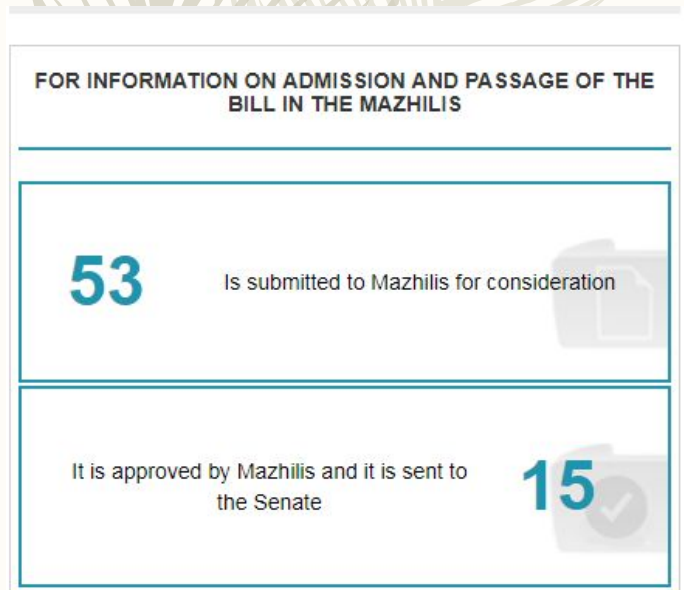 FOR INFORMATION ON ADMISSION AND PASSAGE OF THE
BILL IN THE MAZHILIS
53
Is submitted to Mazhilis for consideration
It is approved by Mazhilis and it is sent to
the Senate
15